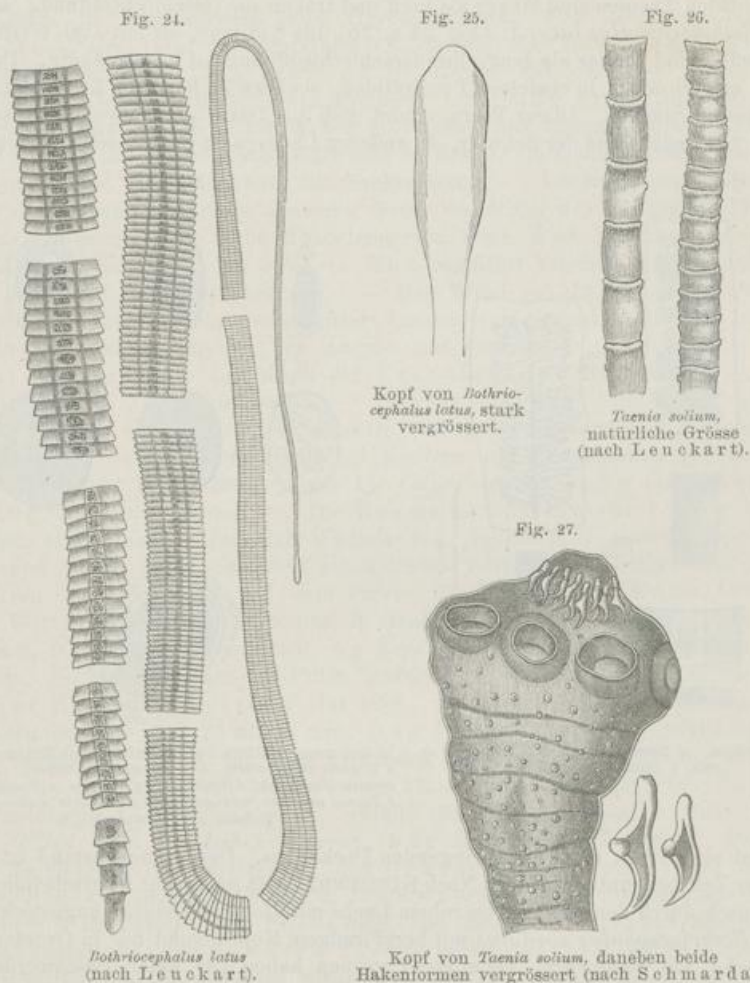 Fig. 24.
Fig. 25.
Fig. 26.
Kopf von Bothrio-
cephalus latus, stark
vergrössert.
Taenia solium,
natürliche Grösse
(nach Leuckart).
Fig. 27.
Bothriocephalus latus
(nach Leuckart).
Kopf von Taenia solium, daneben beide
Hakenformen vergrössert (nach Schmarda